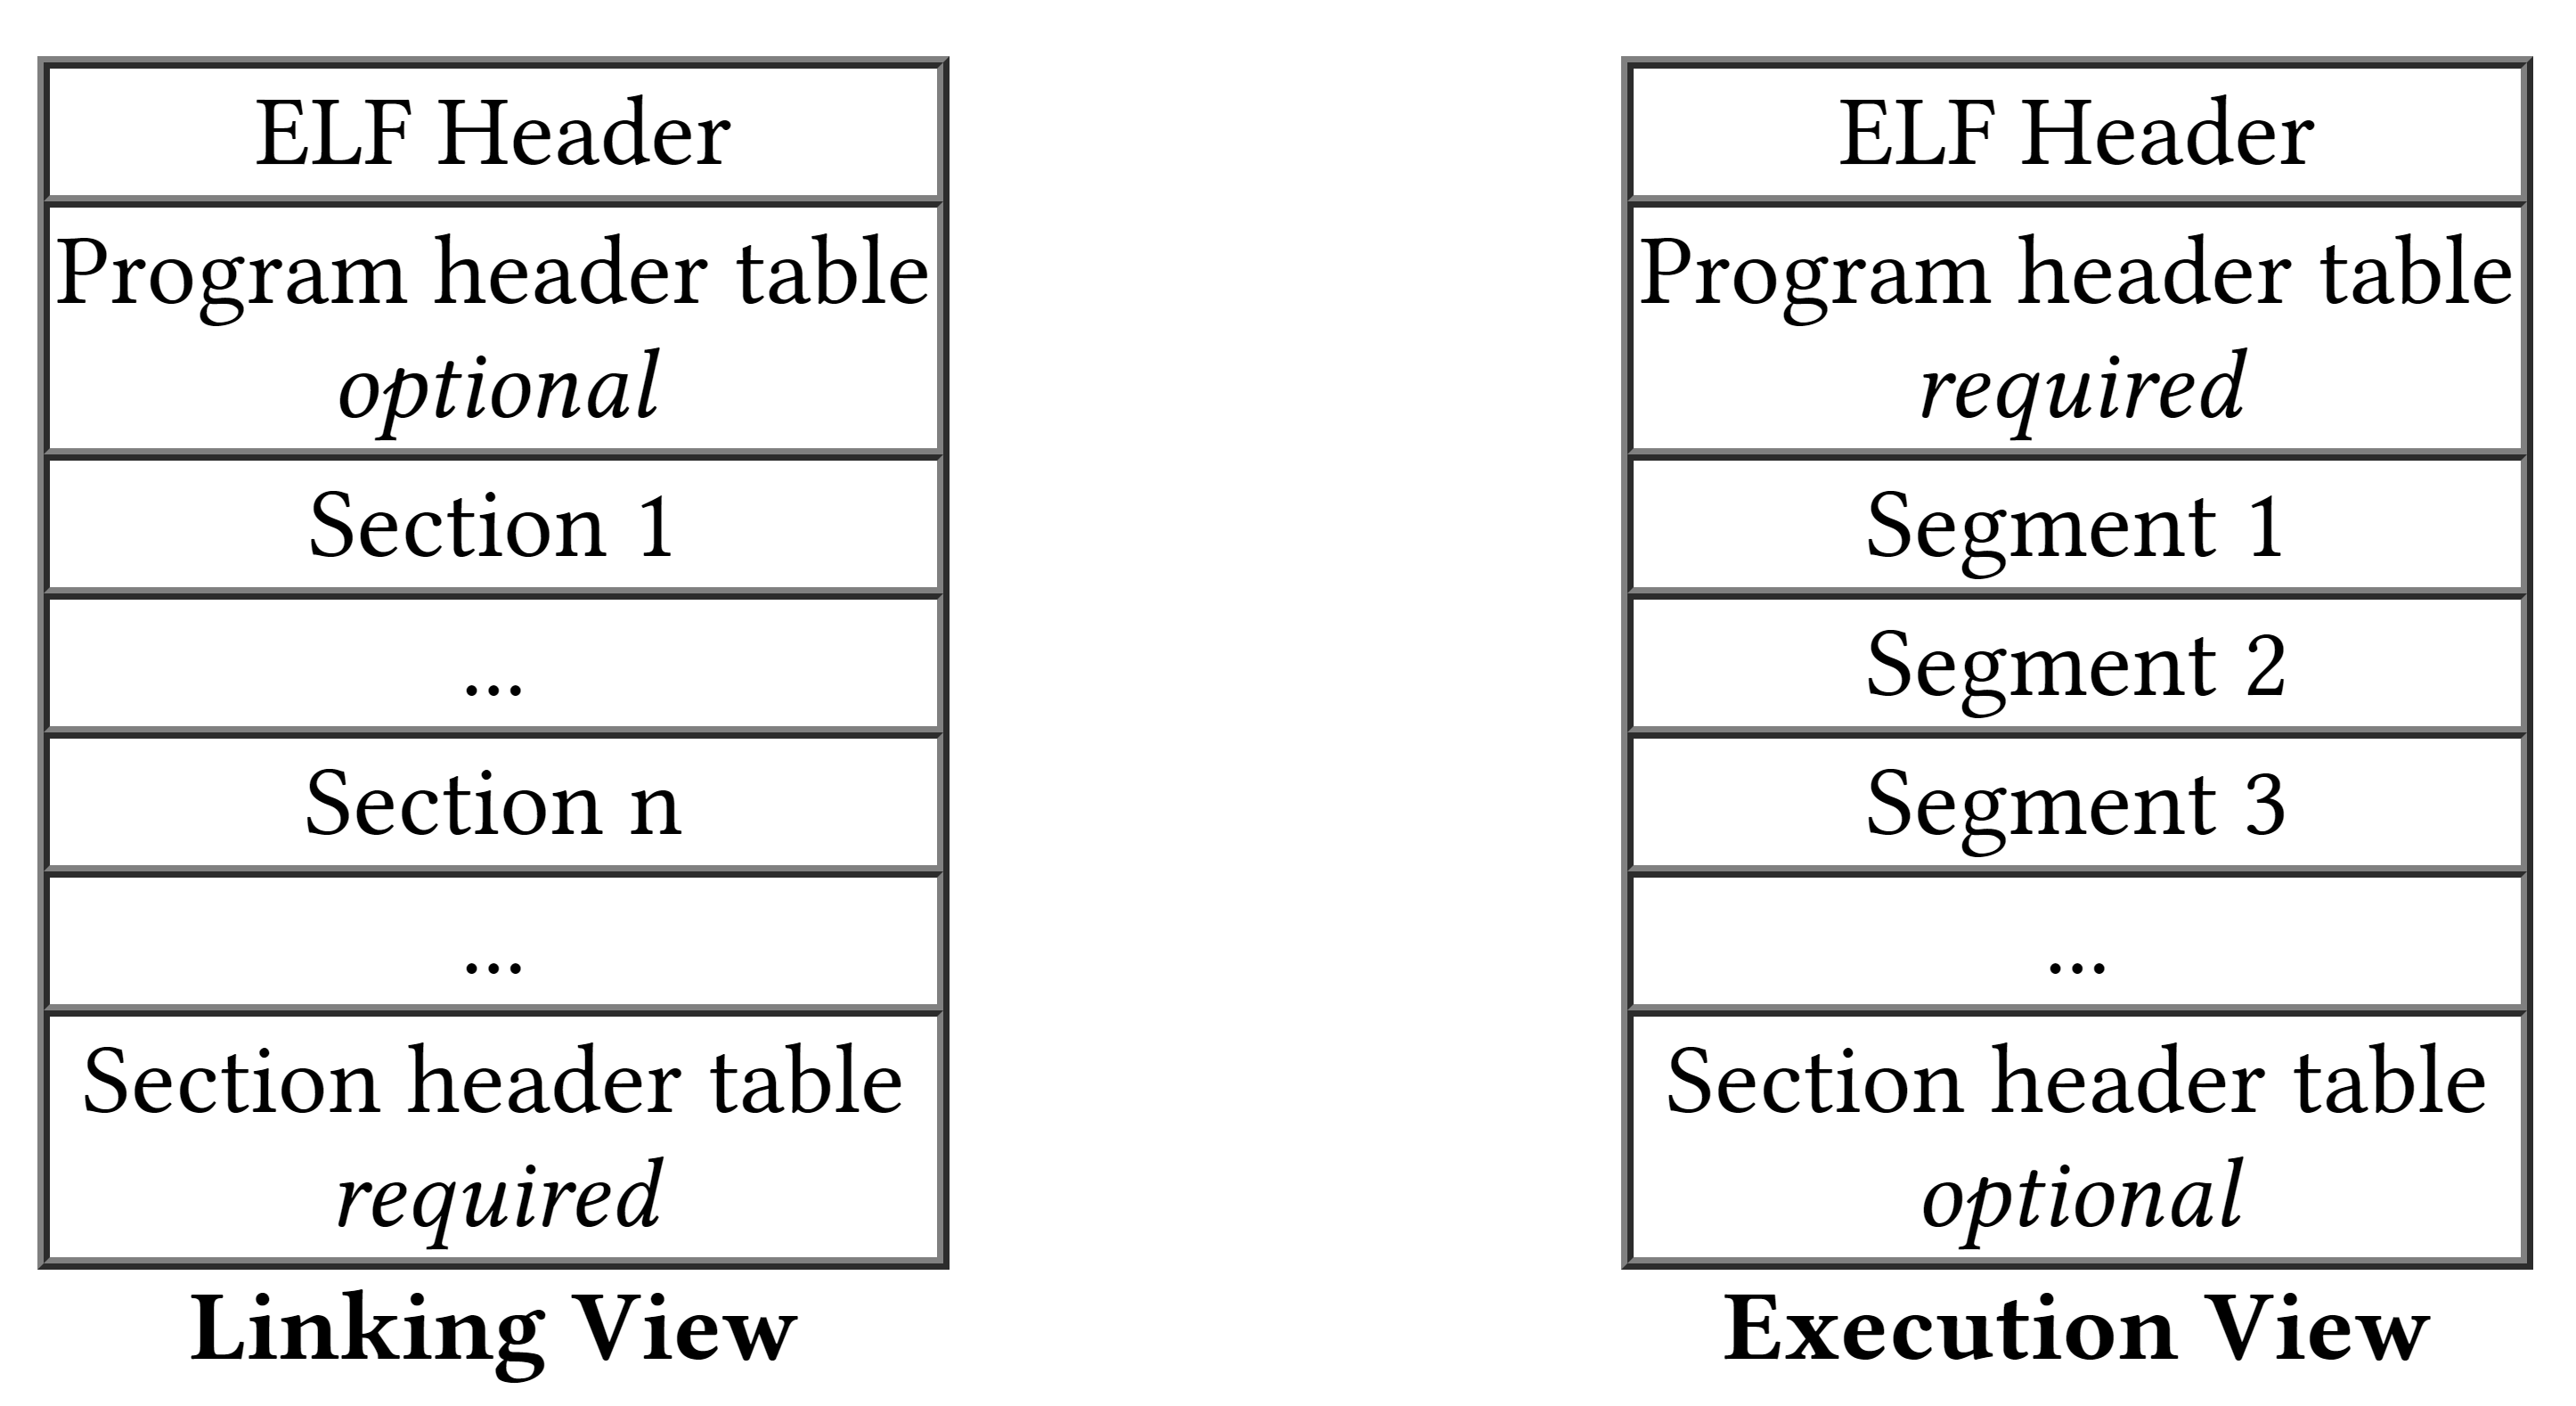 ELF Header
Program header table
optional
Section 1
...
Section n
...
Section header table
required
Linking View
ELF Header
Program header table
required
Segment 1
Segment 2
Segment 3
...
Section header table
optional
Execution View